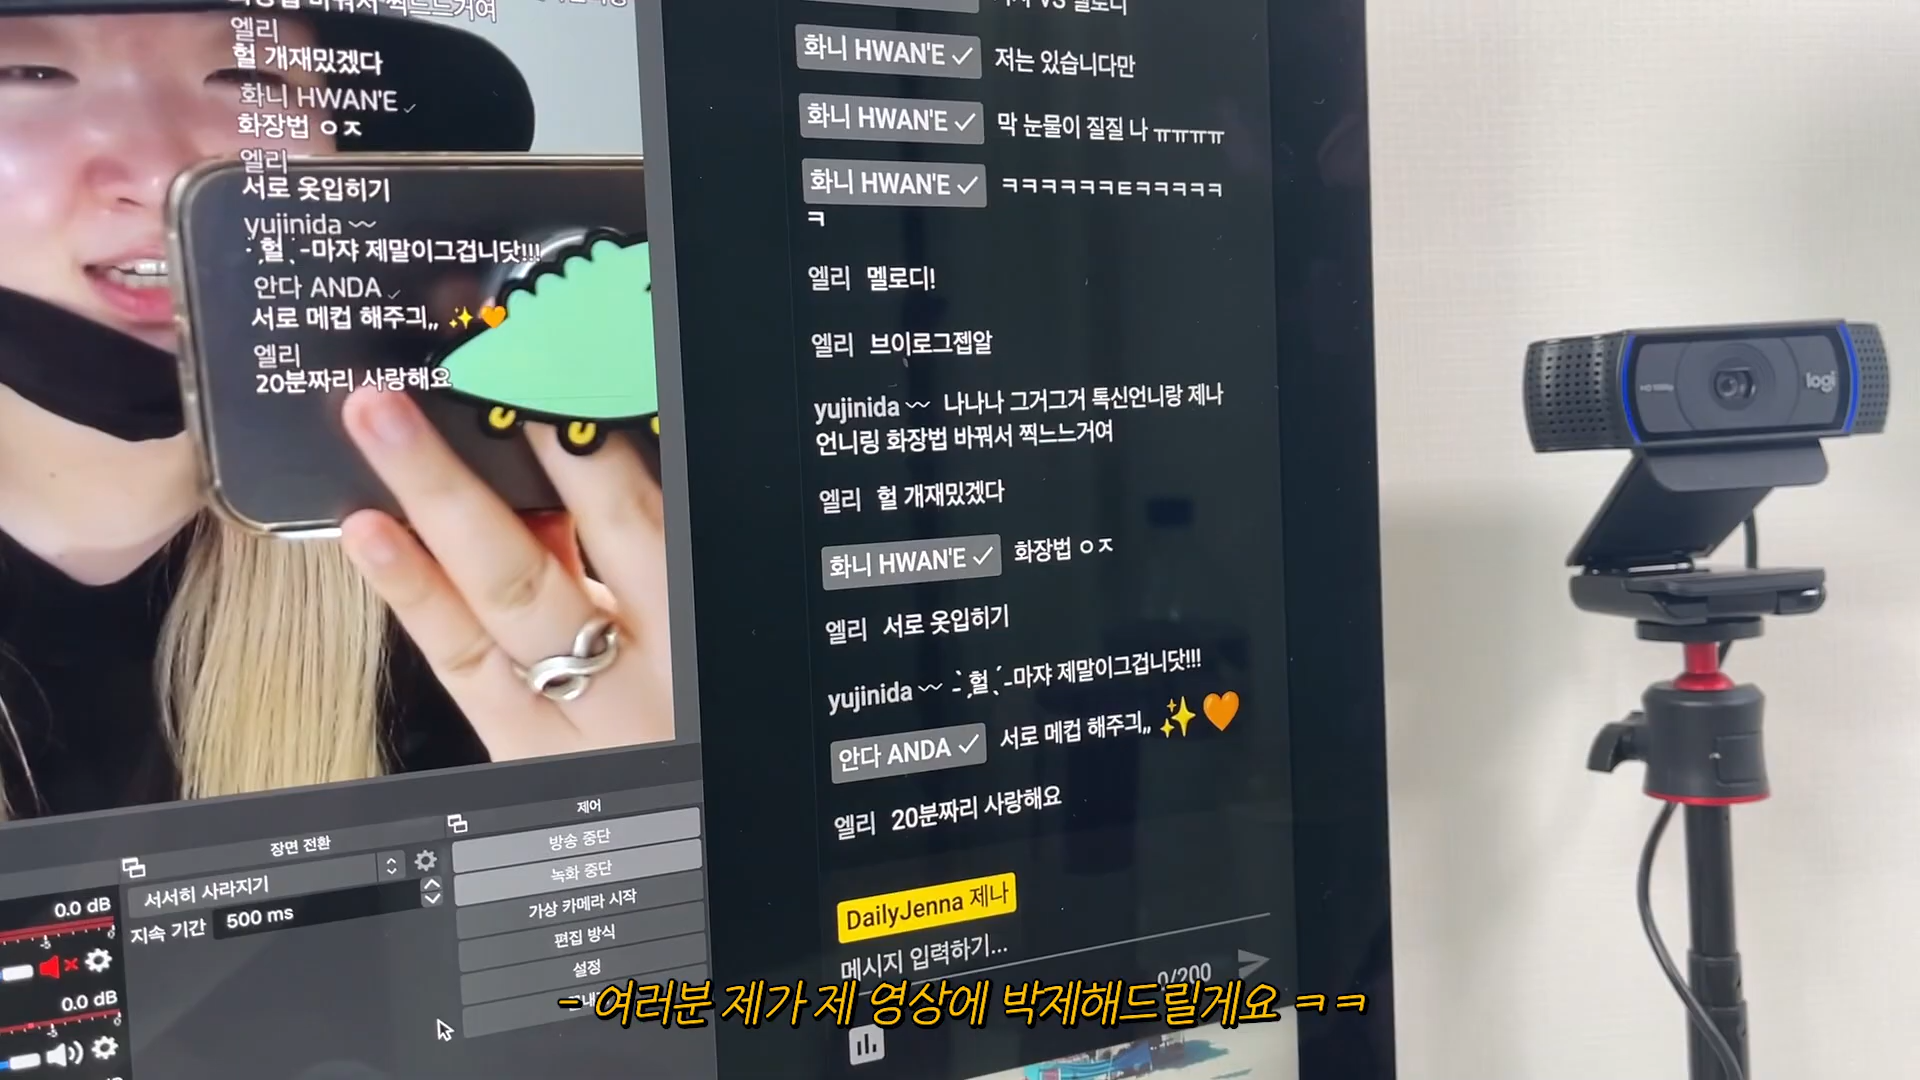 엘리
헐 개재밌겠다
화니 HWAN'E ✓
화장법 ㅇㅈ
엘리
서로 옷입히기
yujinida 〰
- ̗̀헐 ̖́-마쟈 제말이그겁니닷!!!
안다 ANDA ✓
서로 메컵 해주긔,, ✨🧡
엘리
20분짜리 사랑해요
화니 HWAN'E ✓ 저는 있습니다만
화니 HWAN'E ✓ 막 눈물이 질질 나 ㅠㅠㅠㅠ
화니 HWAN'E ✓ ㅋㅋㅋㅋㅋㅋㅌㅋㅋㅋㅋㅋ
ㅋ
엘리 멜로디!
엘리 브이로그젭알
yujinida 〰 나나나 그거그거 톡신언니랑 제나
언니링 화장법 바꿔서 찍느느거여
엘리 헐 개재밌겠다
화니 HWAN'E ✓ 화장법 ㅇㅈ
엘리 서로 옷입히기
yujinida 〰 - ̗̀헐 ̖́-마쟈 제말이그겁니닷!!!
안다 ANDA ✓ 서로 메컵 해주긔,, ✨🧡
엘리 20분짜리 사랑해요
DailyJenna 제나
메시지 입력하기...
0/200
장면 전환
서서히 사라지기
지속 기간 500 ms
제어
방송 중단
녹화 중단
가상 카메라 시작
편집 방식
설정
0.0 dB
0.0 dB
logi
- 여러분 제가 제 영상에 박제해드릴게요 ㅋㅋ